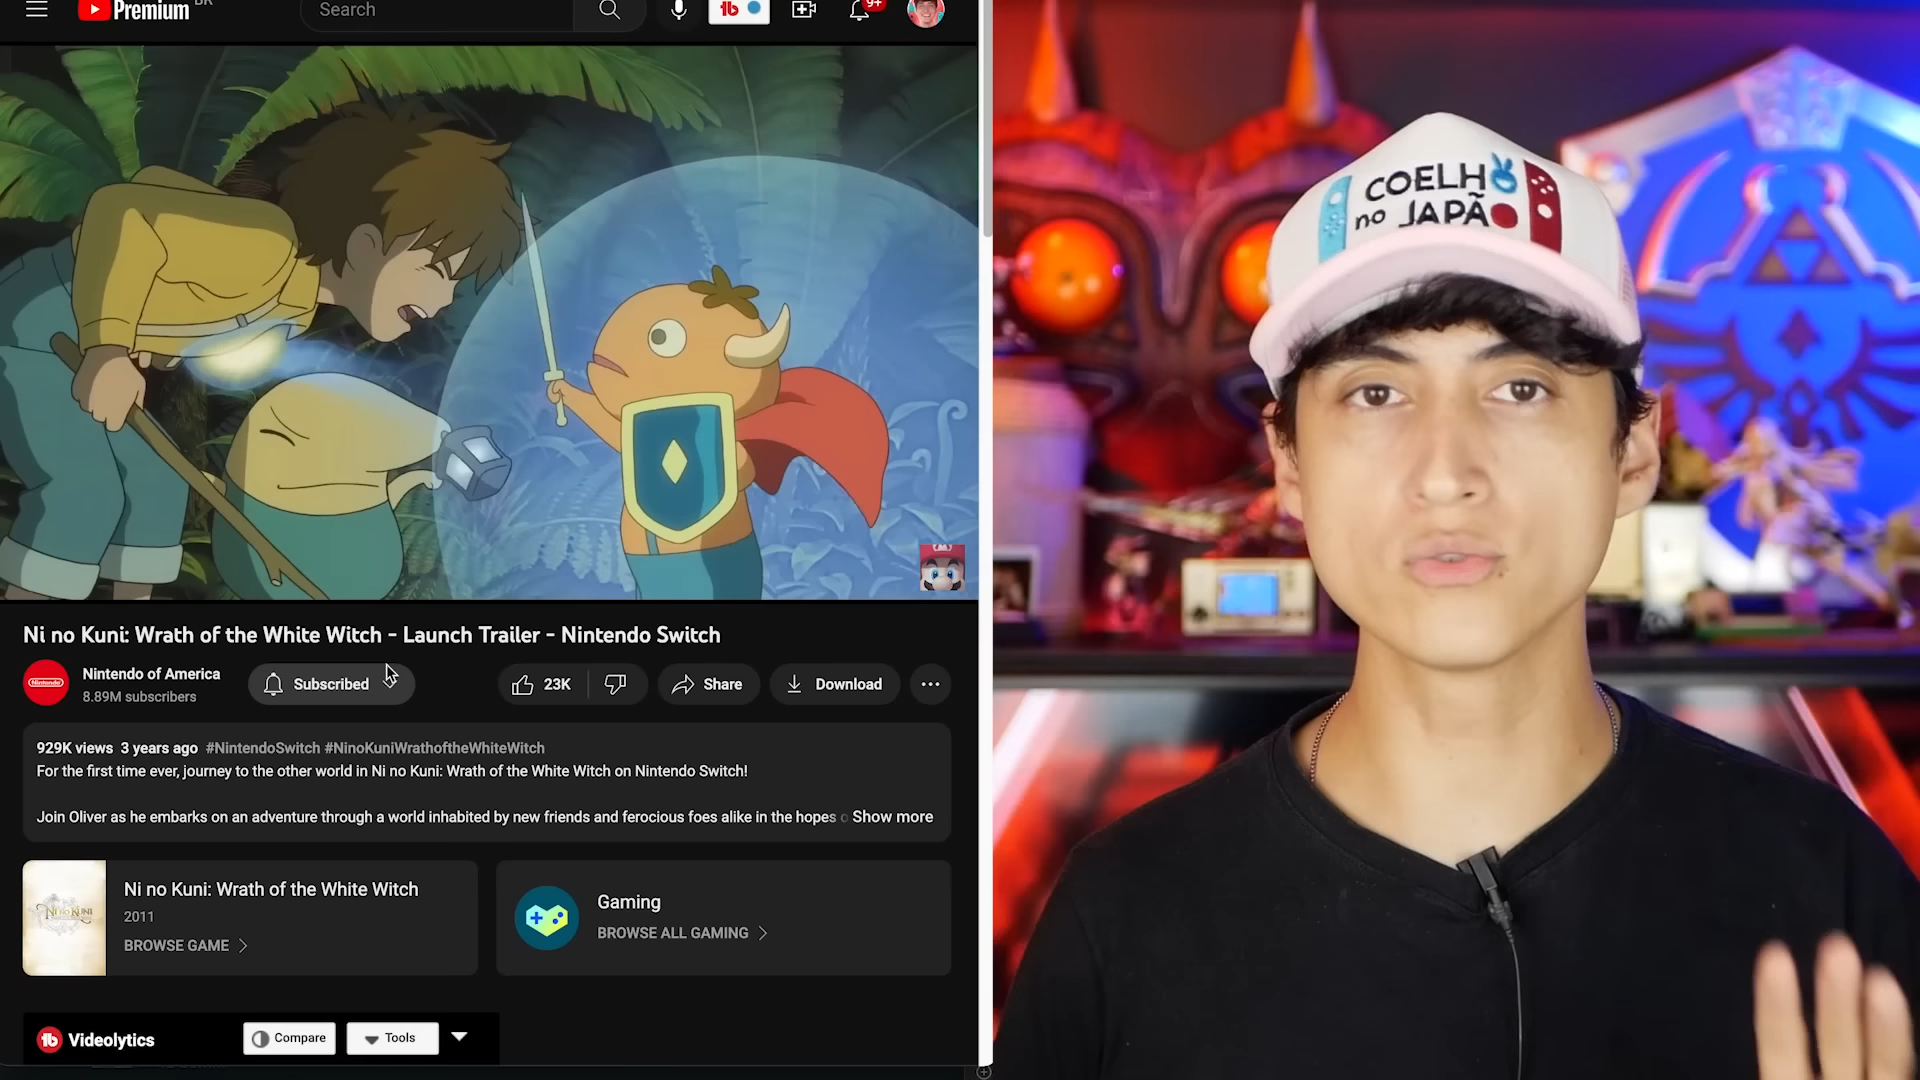 Premium BR
Search
9+
Ni no Kuni: Wrath of the White Witch - Launch Trailer - Nintendo Switch
Nintendo
Nintendo of America
8.89M subscribers
Subscribed
23K
Share
Download
929K views 3 years ago #NintendoSwitch #NinoKuniWrathoftheWhiteWitch
For the first time ever, journey to the other world in Ni no Kuni: Wrath of the White Witch on Nintendo Switch!
Join Oliver as he embarks on an adventure through a world inhabited by new friends and ferocious foes alike in the hopes o Show more
NI NO KUNI
Ni no Kuni: Wrath of the White Witch
2011
BROWSE GAME
Gaming
BROWSE ALL GAMING
Videolytics
Compare
Tools
COELHO
no JAPÃO